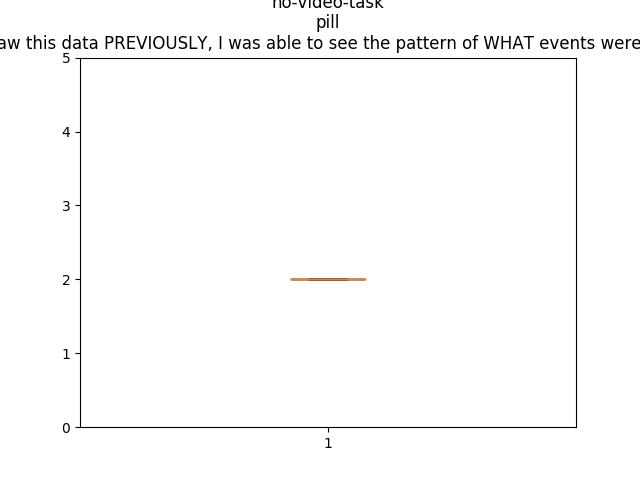 no-video-task
pill
aw this data PREVIOUSLY, I was able to see the pattern of WHAT events were
5
4
3
2
1
0
1